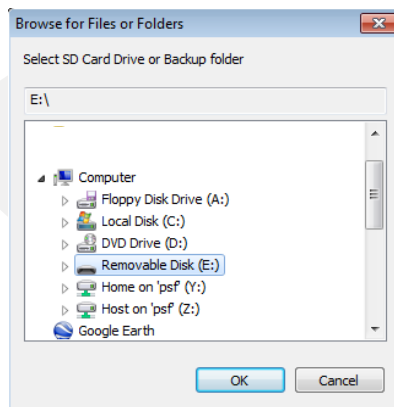 Browse for Files or Folders
Select SD Card Drive or Backup folder
E:\
Computer
Floppy Disk Drive (A:)
Local Disk (C:)
DVD Drive (D:)
Removable Disk (E:)
Home on 'psf' (Y:)
Host on 'psf' (Z:)
Google Earth
OK Cancel